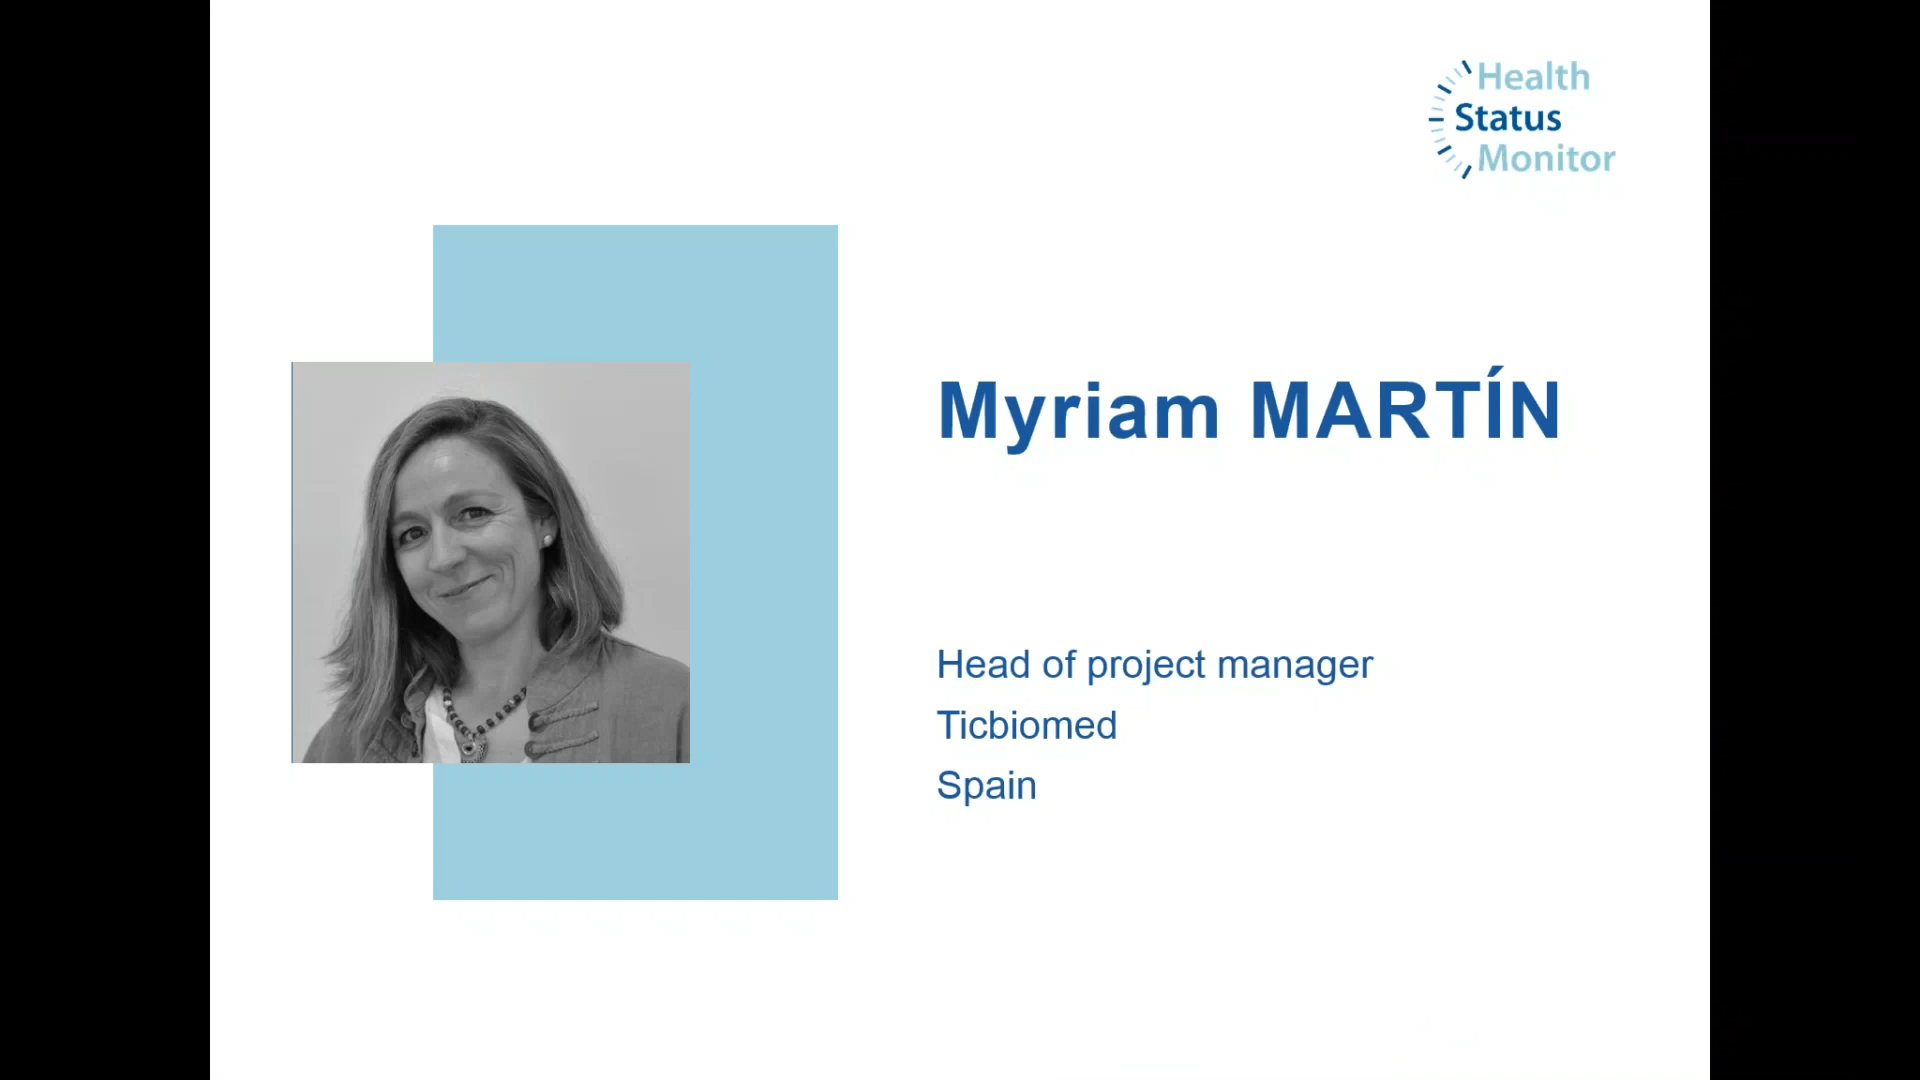 Health
Status
Monitor
Myriam MARTÍN
Head of project manager
Ticbiomed
Spain